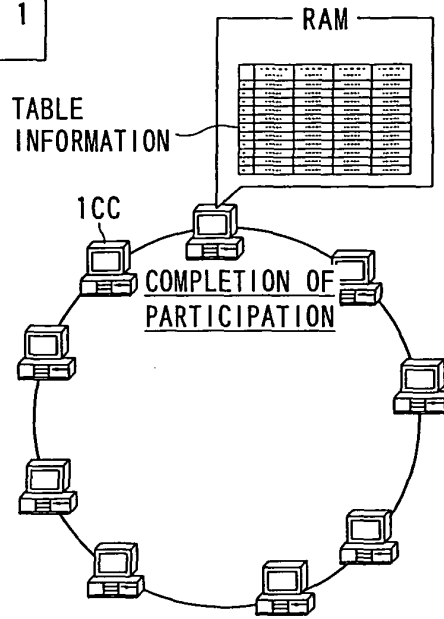 1
RAM
TABLE
INFORMATION
1CC
COMPLETION OF
PARTICIPATION